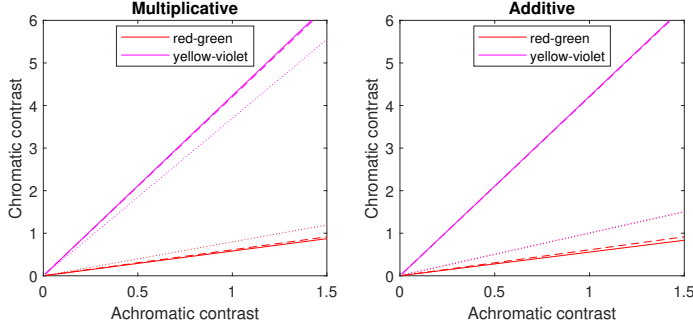 Multiplicative
6
5
4
3
2
1
0
Chromatic contrast
red-green
yellow-violet
0
0.5
1
1.5
Achromatic contrast
Additive
6
5
4
3
2
1
0
Chromatic contrast
red-green
yellow-violet
0
0.5
1
1.5
Achromatic contrast